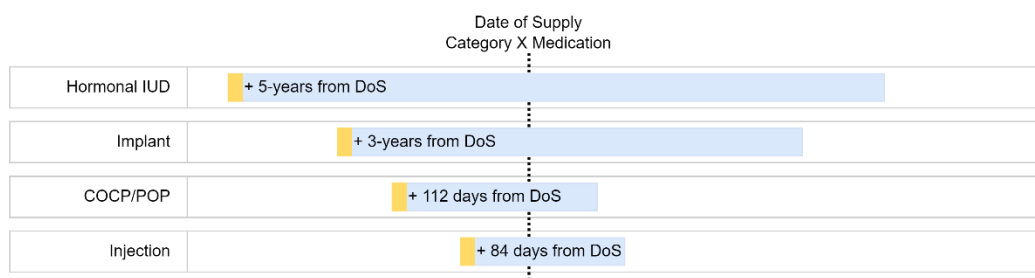 Date of Supply
Category X Medication
Hormonal IUD
+ 5-years from DoS
Implant
+ 3-years from DoS
COCP/POP
+ 112 days from DoS
Injection
+ 84 days from DoS